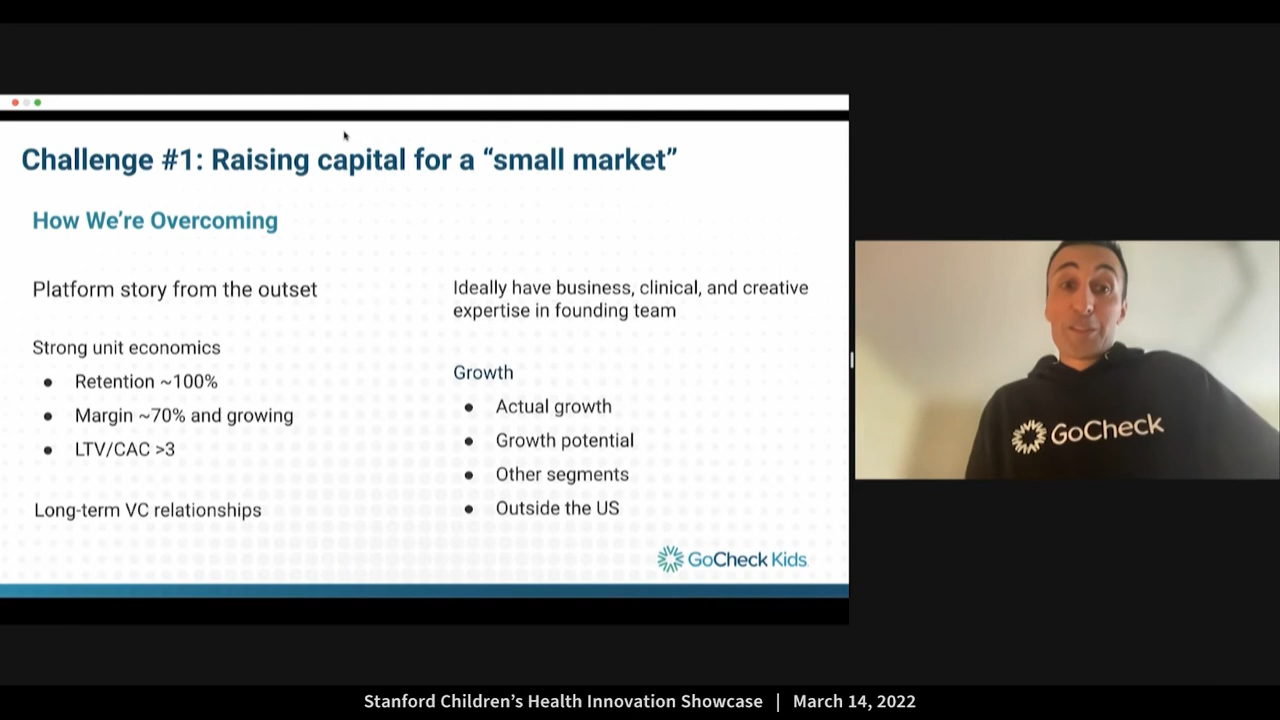 Challenge #1: Raising capital for a “small market”
How We’re Overcoming
Platform story from the outset
Strong unit economics
● Retention ~100%
● Margin ~70% and growing
● LTV/CAC >3
Long-term VC relationships
Ideally have business, clinical, and creative
expertise in founding team
Growth
● Actual growth
● Growth potential
● Other segments
● Outside the US
GoCheck Kids
GoCheck
Stanford Children’s Health Innovation Showcase | March 14, 2022